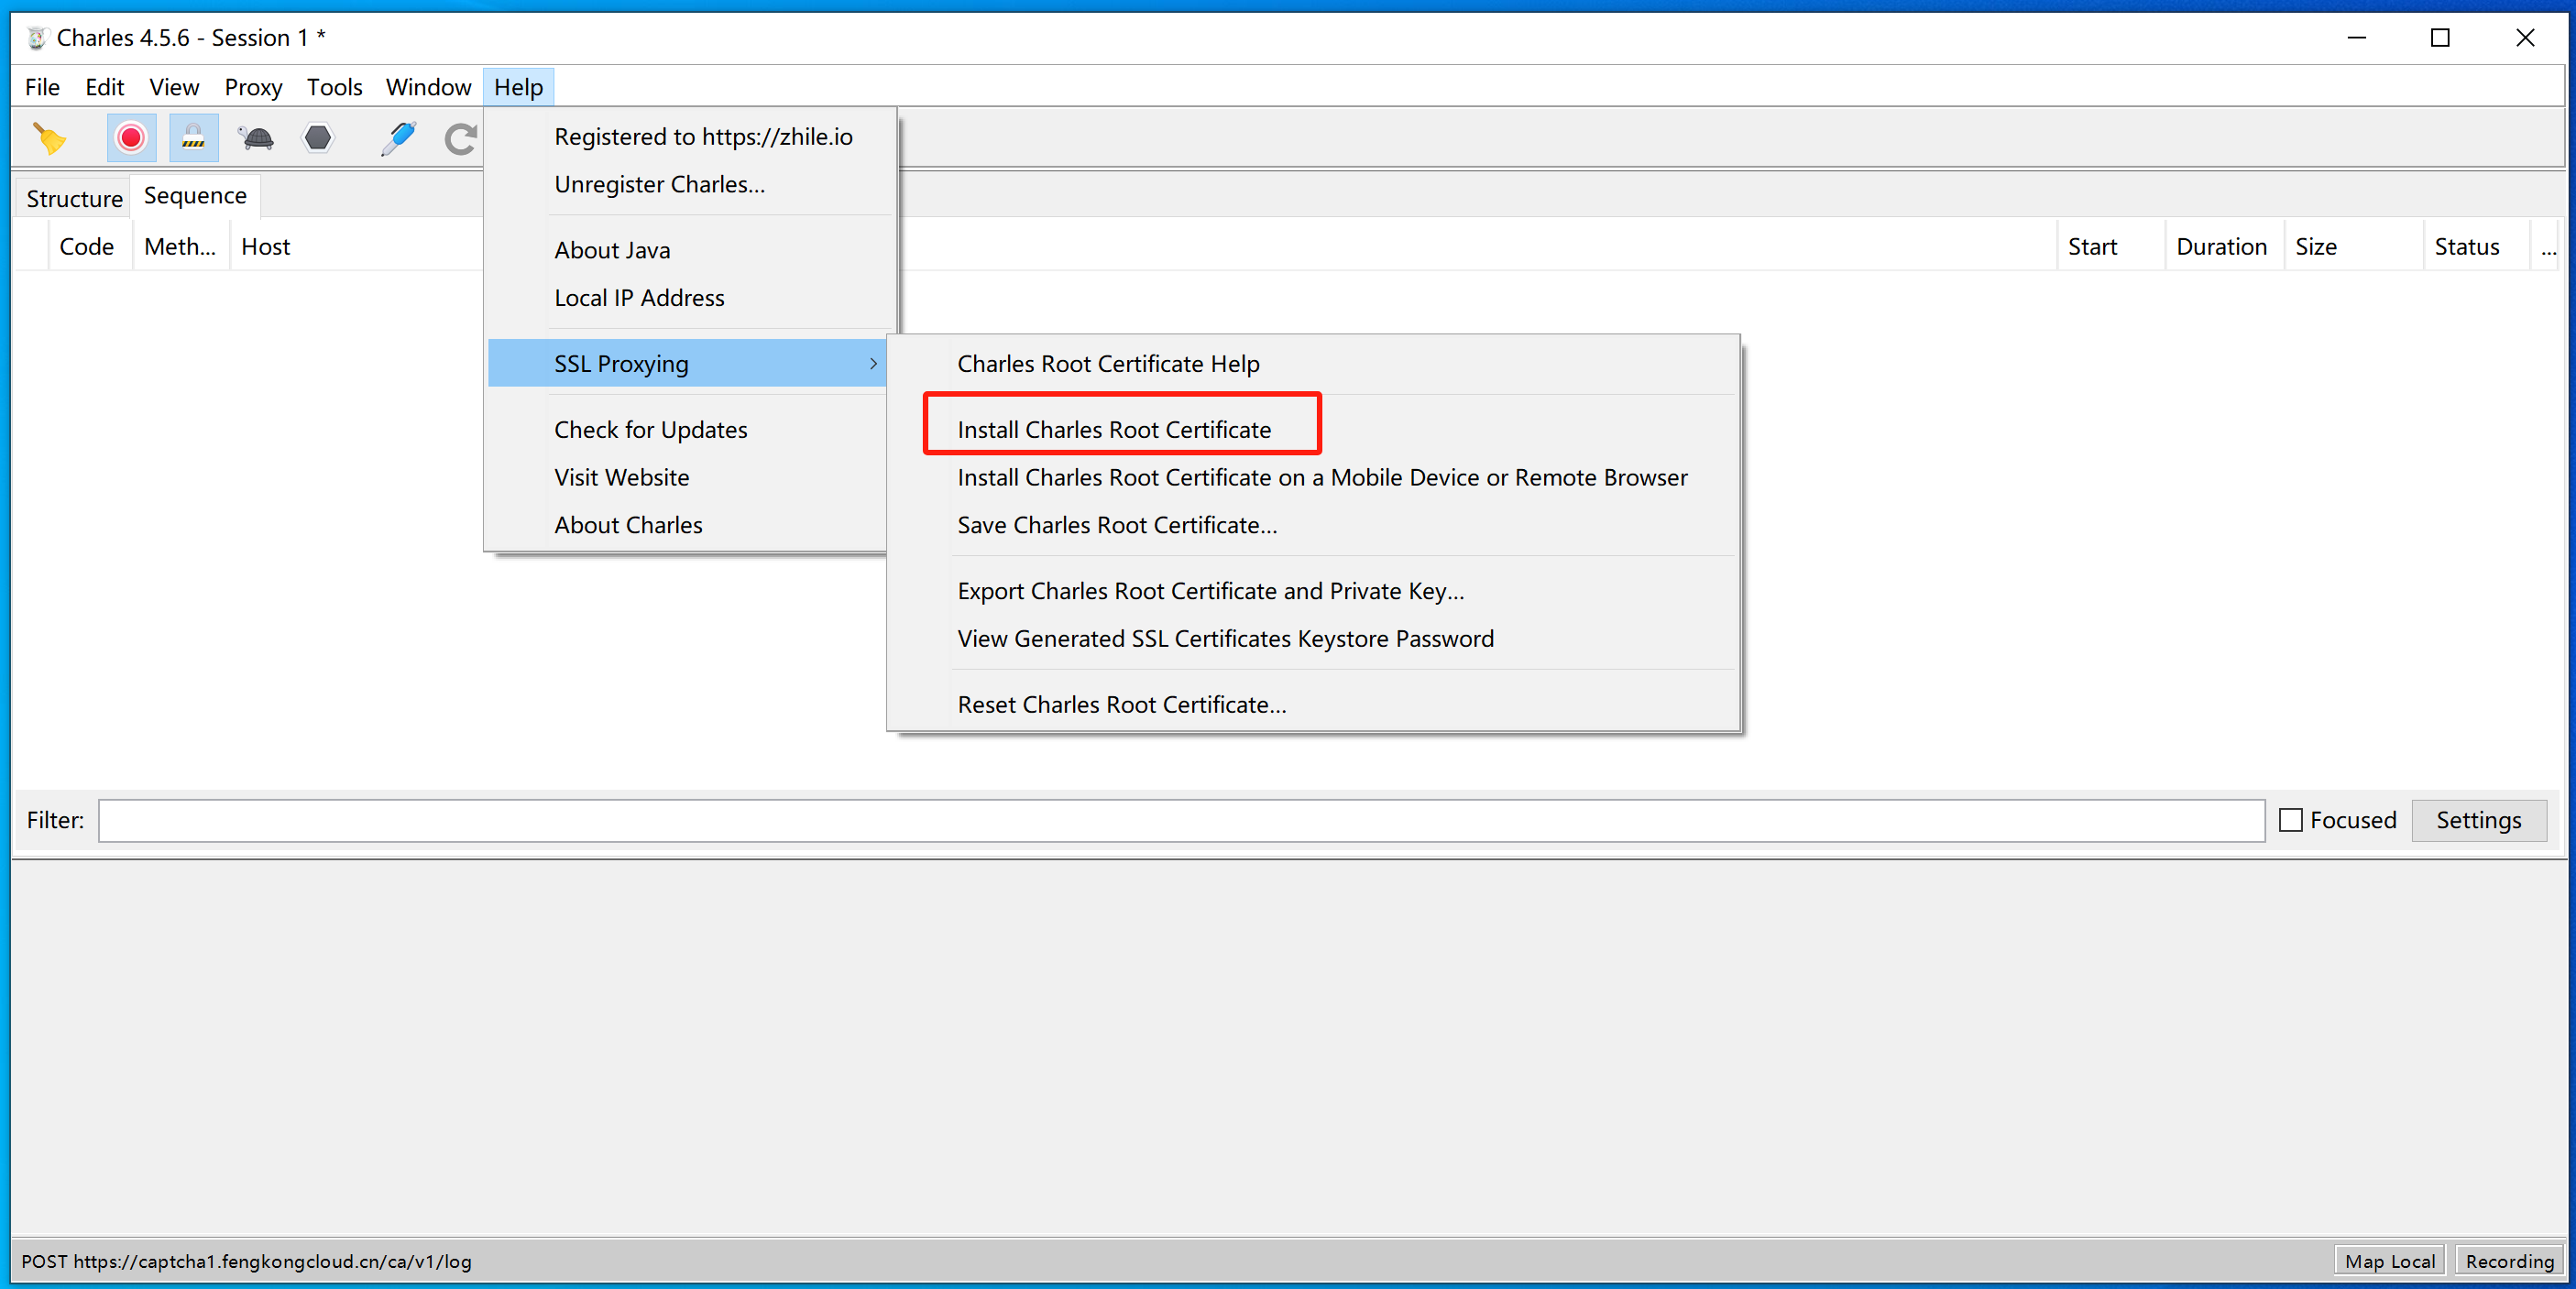 Charles 4.5.6 - Session 1 *
File Edit View Proxy Tools Window Help
Registered to https://zhile.io
Unregister Charles...
Structure Sequence
Code Meth... Host Start Duration Size Status ...
About Java
Local IP Address
SSL Proxying
Check for Updates
Visit Website
About Charles
Charles Root Certificate Help
Install Charles Root Certificate
Install Charles Root Certificate on a Mobile Device or Remote Browser
Save Charles Root Certificate...
Export Charles Root Certificate and Private Key...
View Generated SSL Certificates Keystore Password
Reset Charles Root Certificate...
Filter: Focused Settings
POST https://captcha1.fengkongcloud.cn/ca/v1/log Map Local Recording